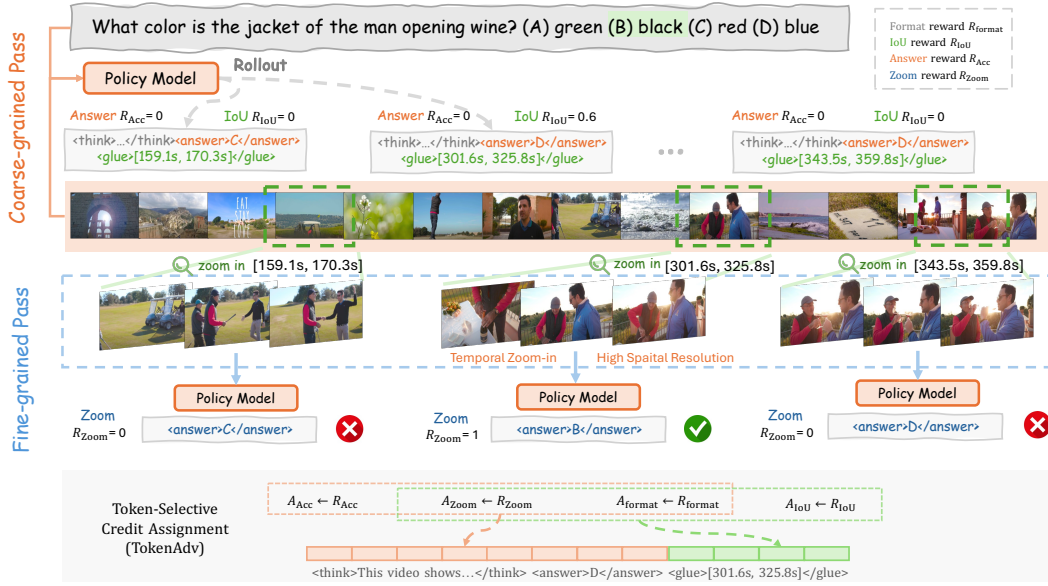 What color is the jacket of the man opening wine? (A) green (B) black (C) red (D) blue
Format reward R_format
IoU reward R_IoU
Answer reward R_Acc
Zoom reward R_Zoom
Coarse-grained Pass
Policy Model
Rollout
Answer R_Acc = 0 IoU R_IoU = 0
<think>...</think><answer>C</answer>
<glue>[159.1s, 170.3s]</glue>
Answer R_Acc = 0 IoU R_IoU = 0.6
<think>...</think><answer>D</answer>
<glue>[301.6s, 325.8s]</glue>
...
Answer R_Acc = 0 IoU R_IoU = 0
<think>...</think><answer>D</answer>
<glue>[343.5s, 359.8s]</glue>
EAT
STAY
zoom in [159.1s, 170.3s]
zoom in [301.6s, 325.8s]
zoom in [343.5s, 359.8s]
Fine-grained Pass
Temporal Zoom-in High Spaital Resolution
Policy Model
Policy Model
Policy Model
Zoom
R_Zoom = 0
<answer>C</answer>
Zoom
R_Zoom = 1
<answer>B</answer>
Zoom
R_Zoom = 0
<answer>D</answer>
Token-Selective
Credit Assignment
(TokenAdv)
A_Acc ← R_Acc A_Zoom ← R_Zoom A_format ← R_format A_IoU ← R_IoU
<think>This video shows...</think> <answer>D</answer> <glue>[301.6s, 325.8s]</glue>